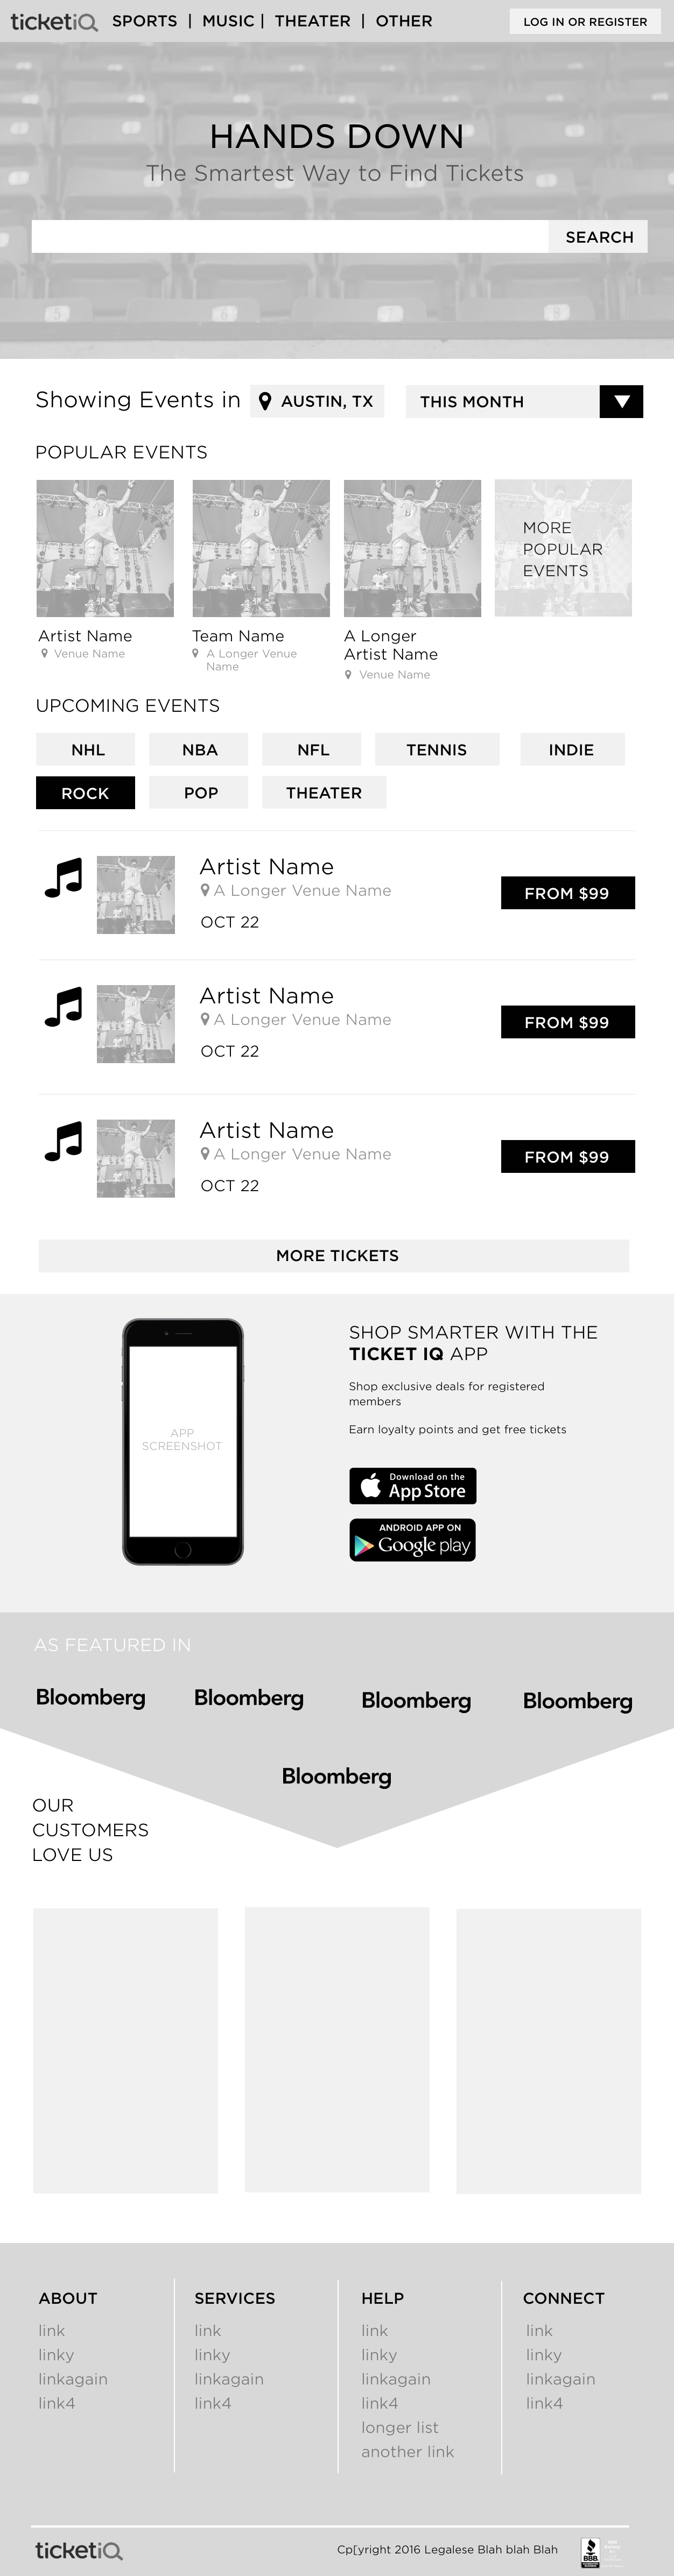 ticketiQ SPORTS | MUSIC | THEATER | OTHER LOG IN OR REGISTER
HANDS DOWN
The Smartest Way to Find Tickets
SEARCH
5 6 7 8
Showing Events in AUSTIN, TX THIS MONTH
POPULAR EVENTS
MORE
POPULAR
EVENTS
Artist Name
Venue Name
Team Name
A Longer Venue
Name
A Longer
Artist Name
Venue Name
UPCOMING EVENTS
NHL NBA NFL TENNIS INDIE
ROCK POP THEATER
Artist Name
A Longer Venue Name
OCT 22
FROM $99
Artist Name
A Longer Venue Name
OCT 22
FROM $99
Artist Name
A Longer Venue Name
OCT 22
FROM $99
MORE TICKETS
APP
SCREENSHOT
SHOP SMARTER WITH THE
TICKET IQ APP
Shop exclusive deals for registered
members
Earn loyalty points and get free tickets
Download on the
App Store
ANDROID APP ON
Google play
AS FEATURED IN
Bloomberg Bloomberg Bloomberg Bloomberg
Bloomberg
OUR
CUSTOMERS
LOVE US
ABOUT
link
linky
linkagain
link4
SERVICES
link
linky
linkagain
link4
HELP
link
linky
linkagain
link4
longer list
another link
CONNECT
link
linky
linkagain
link4
ticketiQ
Cp[yright 2016 Legalese Blah blah Blah
BBB